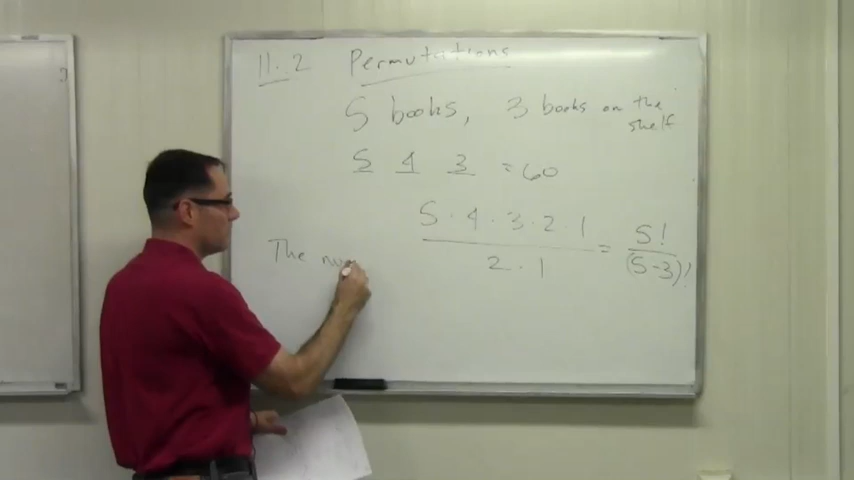 11.2 Permutations
5 books, 3 books on the shelf
5 4 3 = 60
5 · 4 · 3 · 2 · 1 = 5!
2 · 1 (5-3)!
The nu